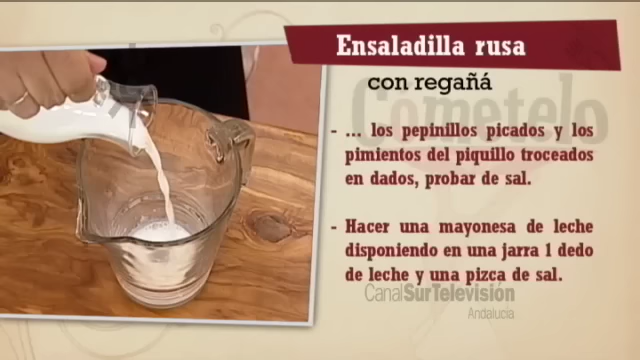 Ensaladilla rusa
con regañá
Cometelo
- ... los pepinillos picados y los
pimientos del piquillo troceados
en dados, probar de sal.
- Hacer una mayonesa de leche
disponiendo en una jarra 1 dedo
de leche y una pizca de sal.
CanalSurTelevisión
Andalucía